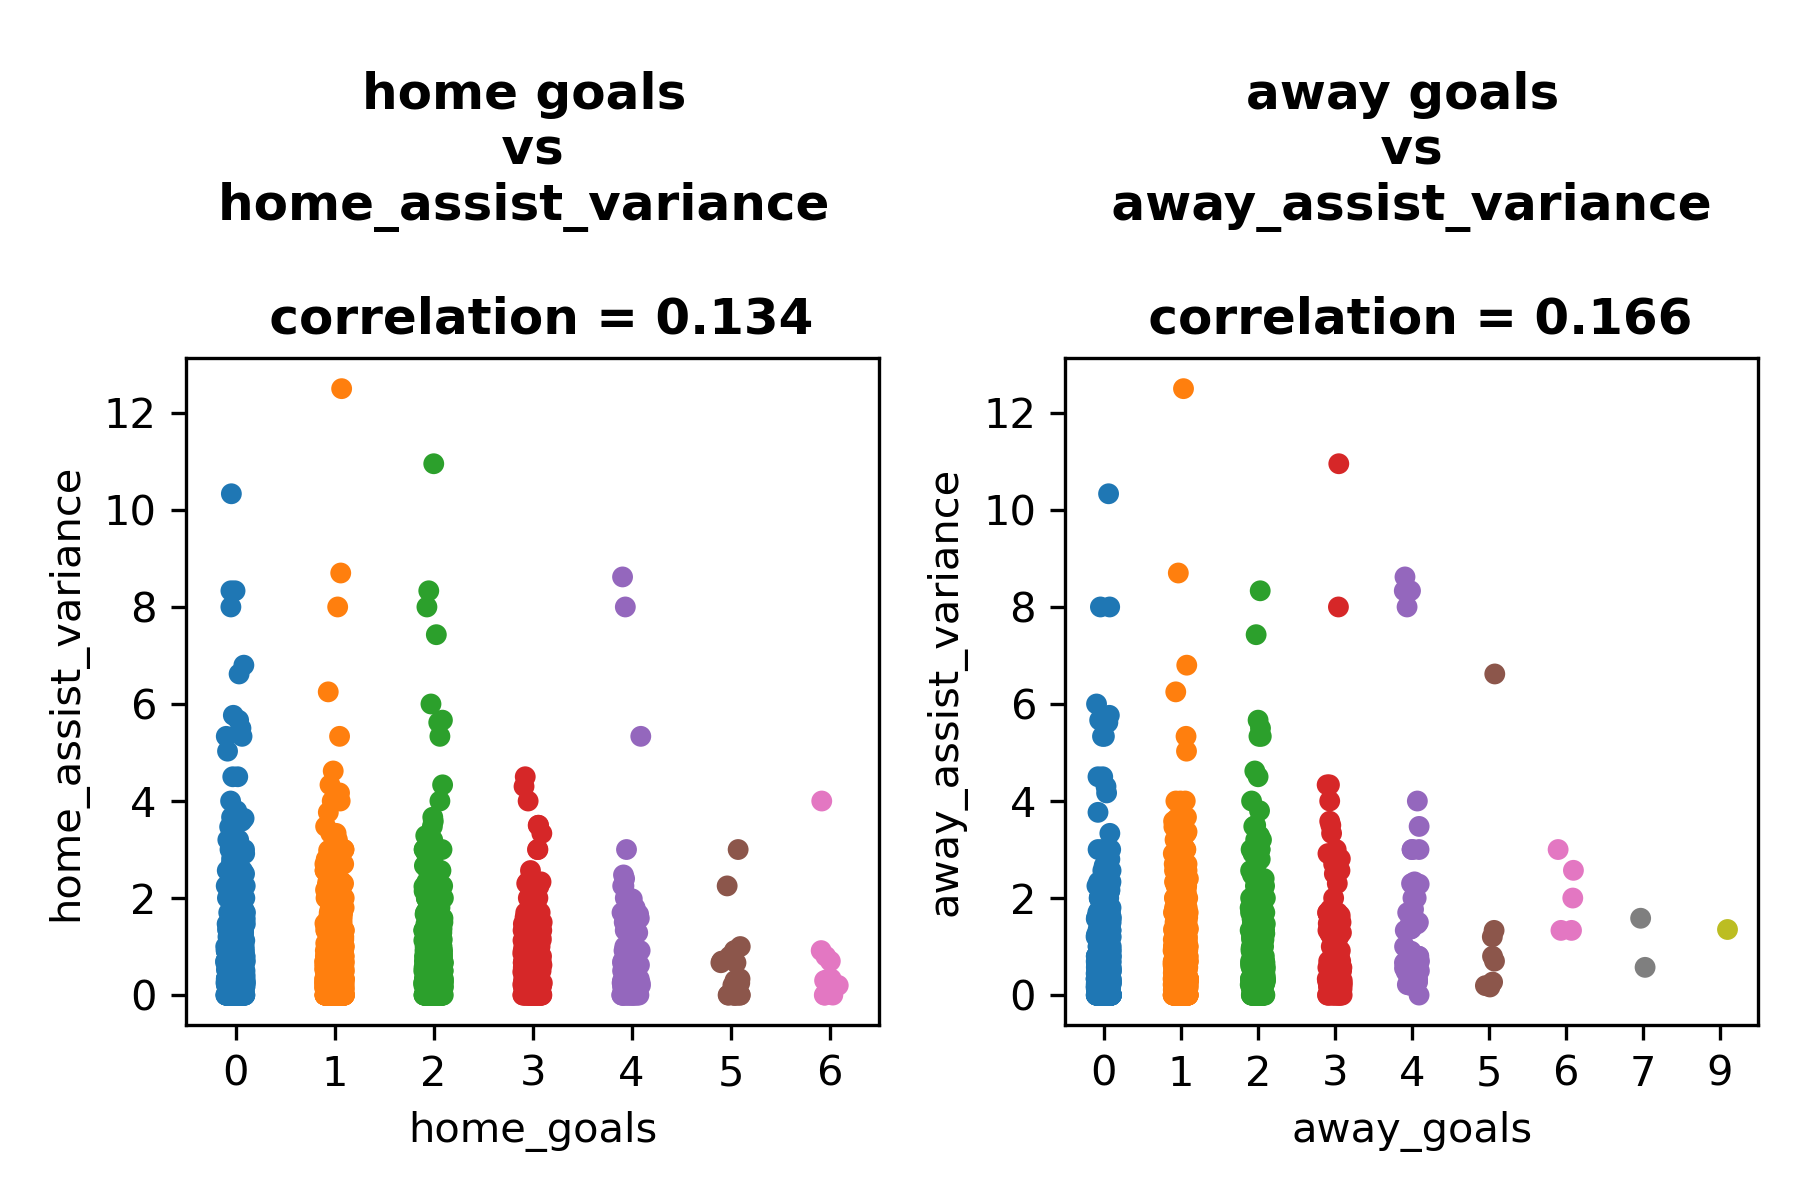 home goals
vs
home_assist_variance
correlation = 0.134
12
10
8
6
4
2
0
home_assist_variance
0 1 2 3 4 5 6
home_goals
away goals
vs
away_assist_variance
correlation = 0.166
12
10
8
6
4
2
0
away_assist_variance
0 1 2 3 4 5 6 7 9
away_goals